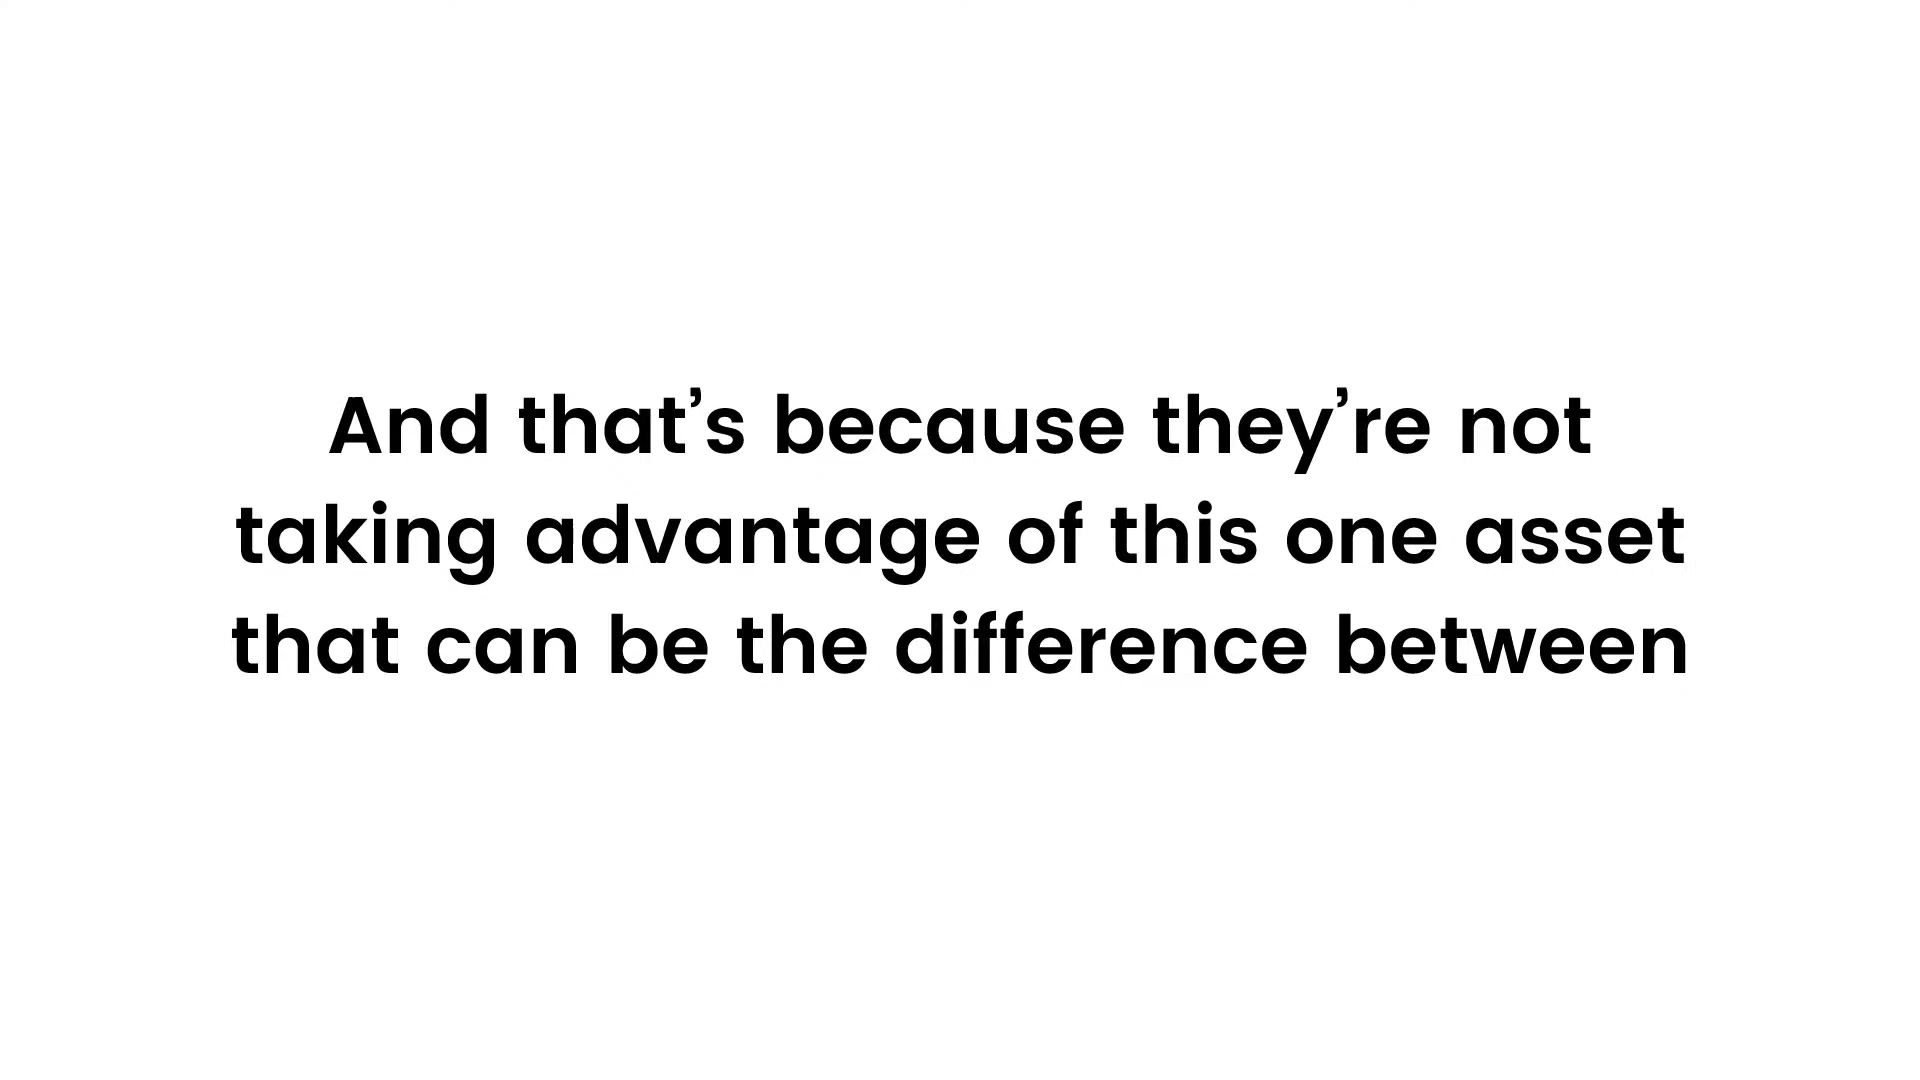 And that’s because they’re not
taking advantage of this one asset
that can be the difference between